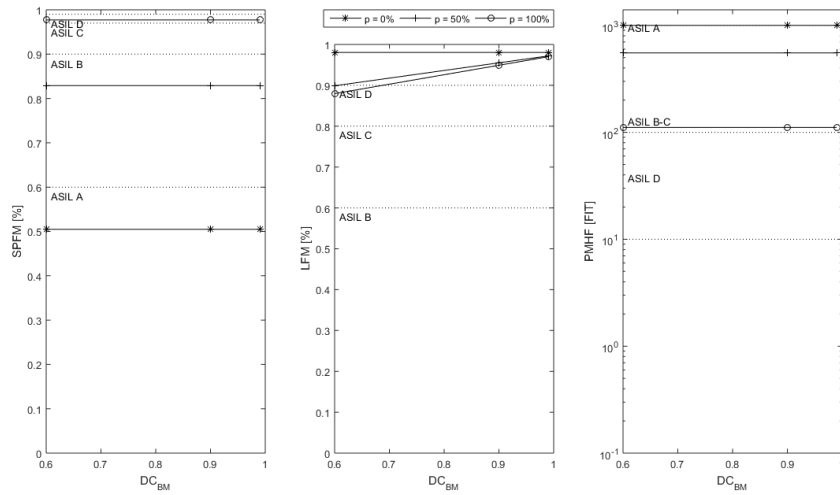 p = 0% p = 50% p = 100%
1
0.9
0.8
0.7
0.6
0.5
0.4
0.3
0.2
0.1
0
SPFM [%]
ASIL D
ASIL C
ASIL B
ASIL A
0.6 0.7 0.8 0.9 1
DC_BM
1
0.9
0.8
0.7
0.6
0.5
0.4
0.3
0.2
0.1
0
LFM [%]
ASIL D
ASIL C
ASIL B
0.6 0.7 0.8 0.9 1
DC_BM
10^3
10^2
10^1
10^0
10^-1
PMHF [FIT]
ASIL A
ASIL B-C
ASIL D
0.6 0.7 0.8 0.9
DC_BM